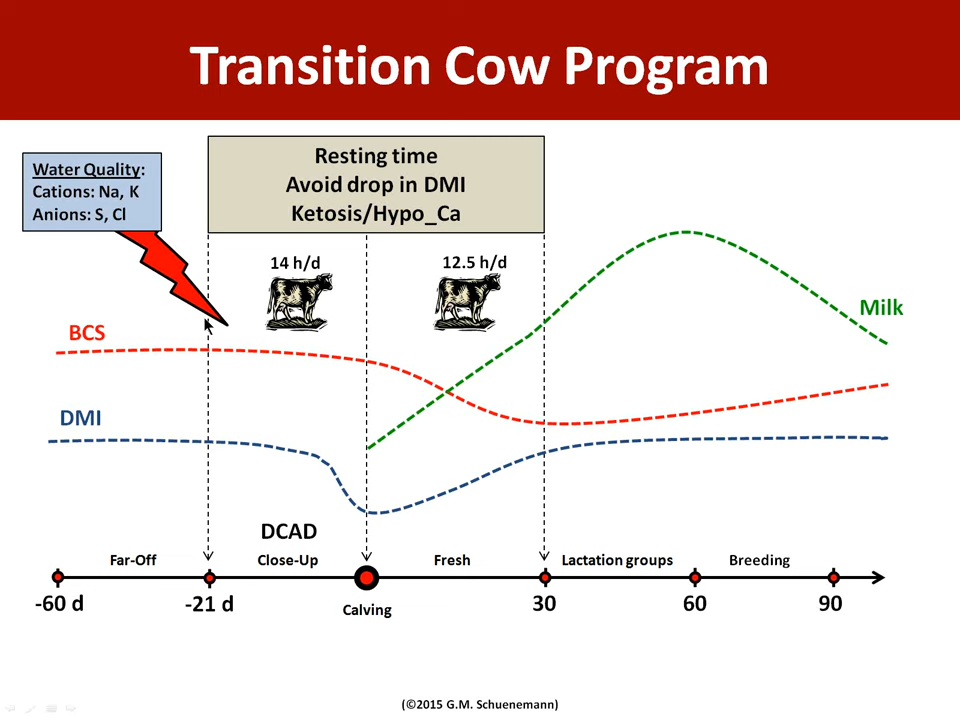 Transition Cow Program
Water Quality:
Cations: Na, K
Anions: S, Cl
Resting time
Avoid drop in DMI
Ketosis/Hypo_Ca
14 h/d
12.5 h/d
BCS
Milk
DMI
DCAD
Far-Off
Close-Up
Fresh
Lactation groups
Breeding
-60 d
-21 d
Calving
30
60
90
(©2015 G.M. Schuenemann)